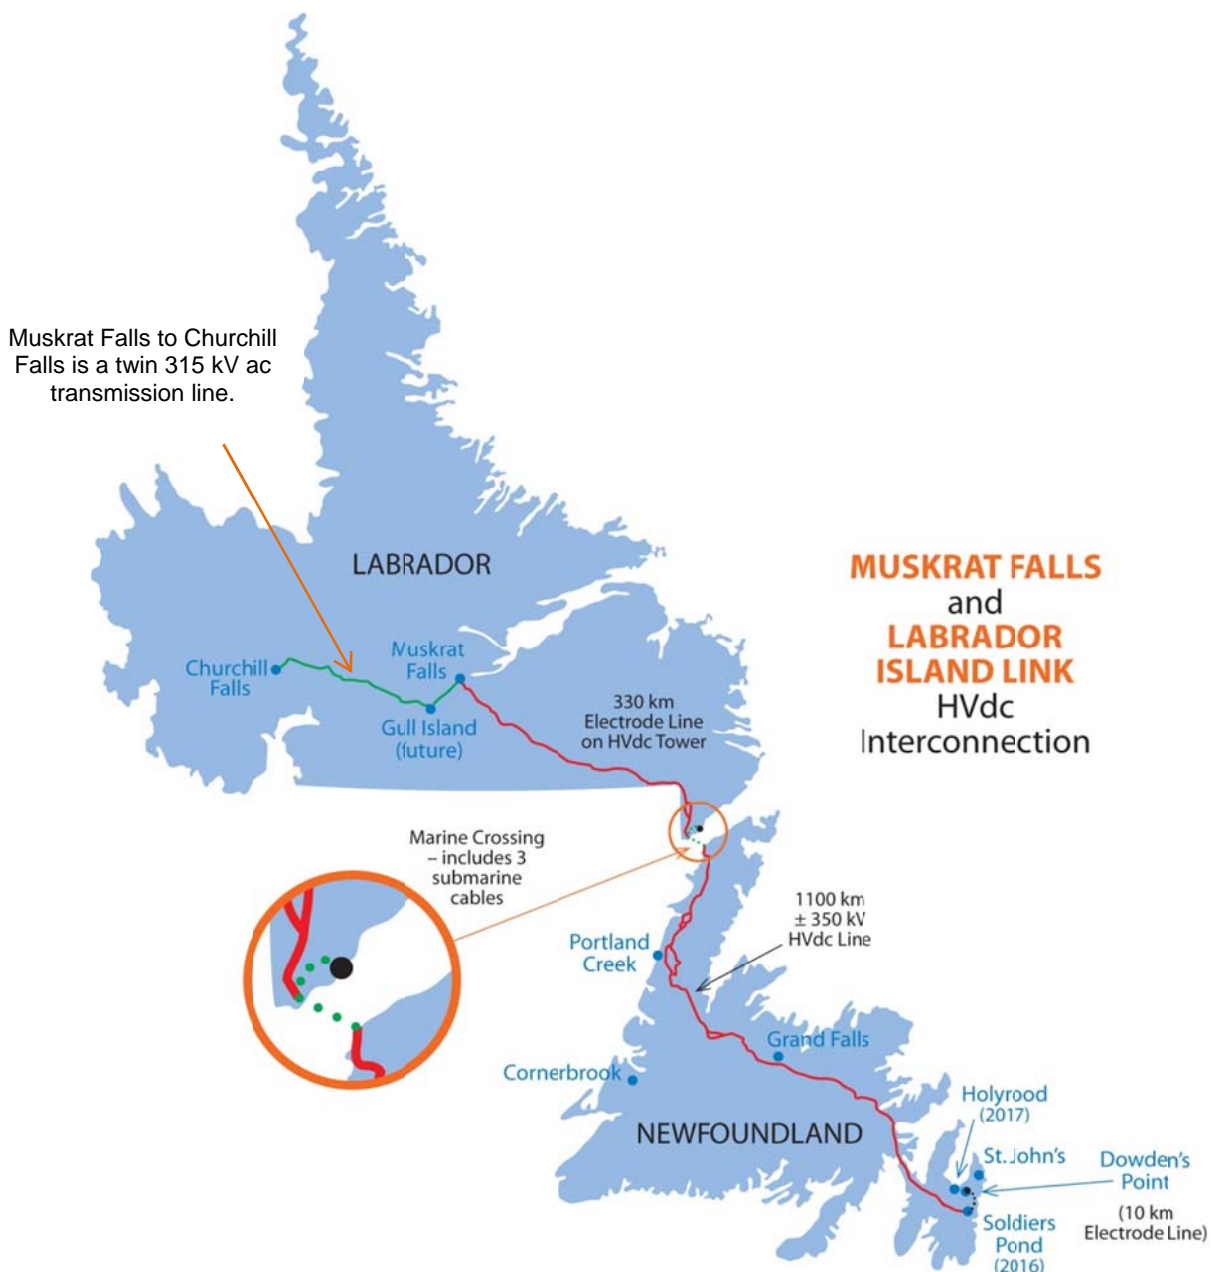 Muskrat Falls to Churchill
Falls is a twin 315 kV ac
transmission line.
LABRADOR
MUSKRAT FALLS
and
LABRADOR
ISLAND LINK
HVdc
Interconnection
Churchill
Falls
Muskrat
Falls
Gull Island
(future)
330 km
Electrode Line
on HVdc Tower
Marine Crossing
– includes 3
submarine
cables
1100 km
± 350 kV
HVdc Line
Portland
Creek
Grand Falls
Cornerbrook
NEWFOUNDLAND
Holyrood
(2017)
St. John's
Dowden's
Point
(10 km
Electrode Line)
Soldiers
Pond
(2016)